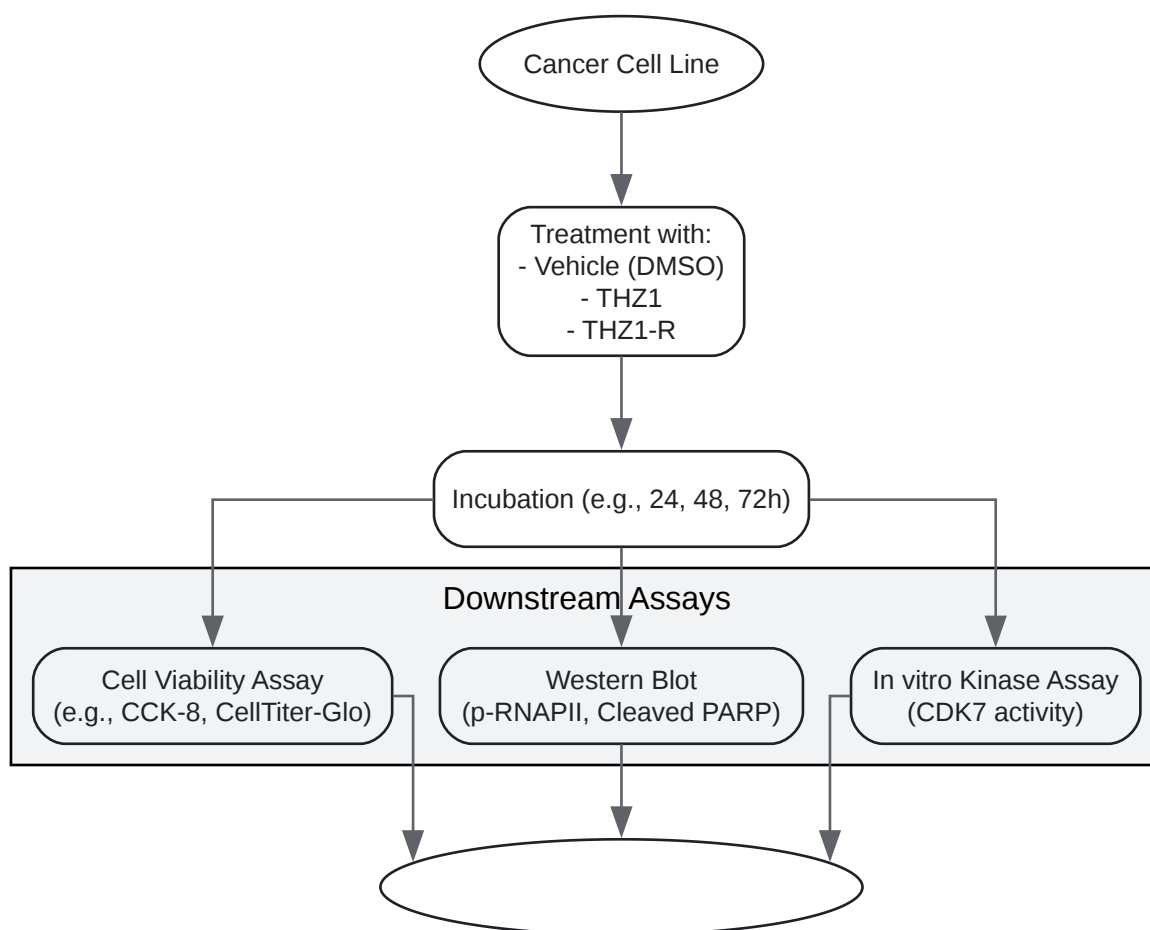 Cancer Cell Line
Treatment with:
- Vehicle (DMSO)
- THZ1
- THZ1-R
Incubation (e.g., 24, 48, 72h)
Downstream Assays
Cell Viability Assay
(e.g., CCK-8, CellTiter-Glo)
Western Blot
(p-RNAPII, Cleaved PARP)
In vitro Kinase Assay
(CDK7 activity)